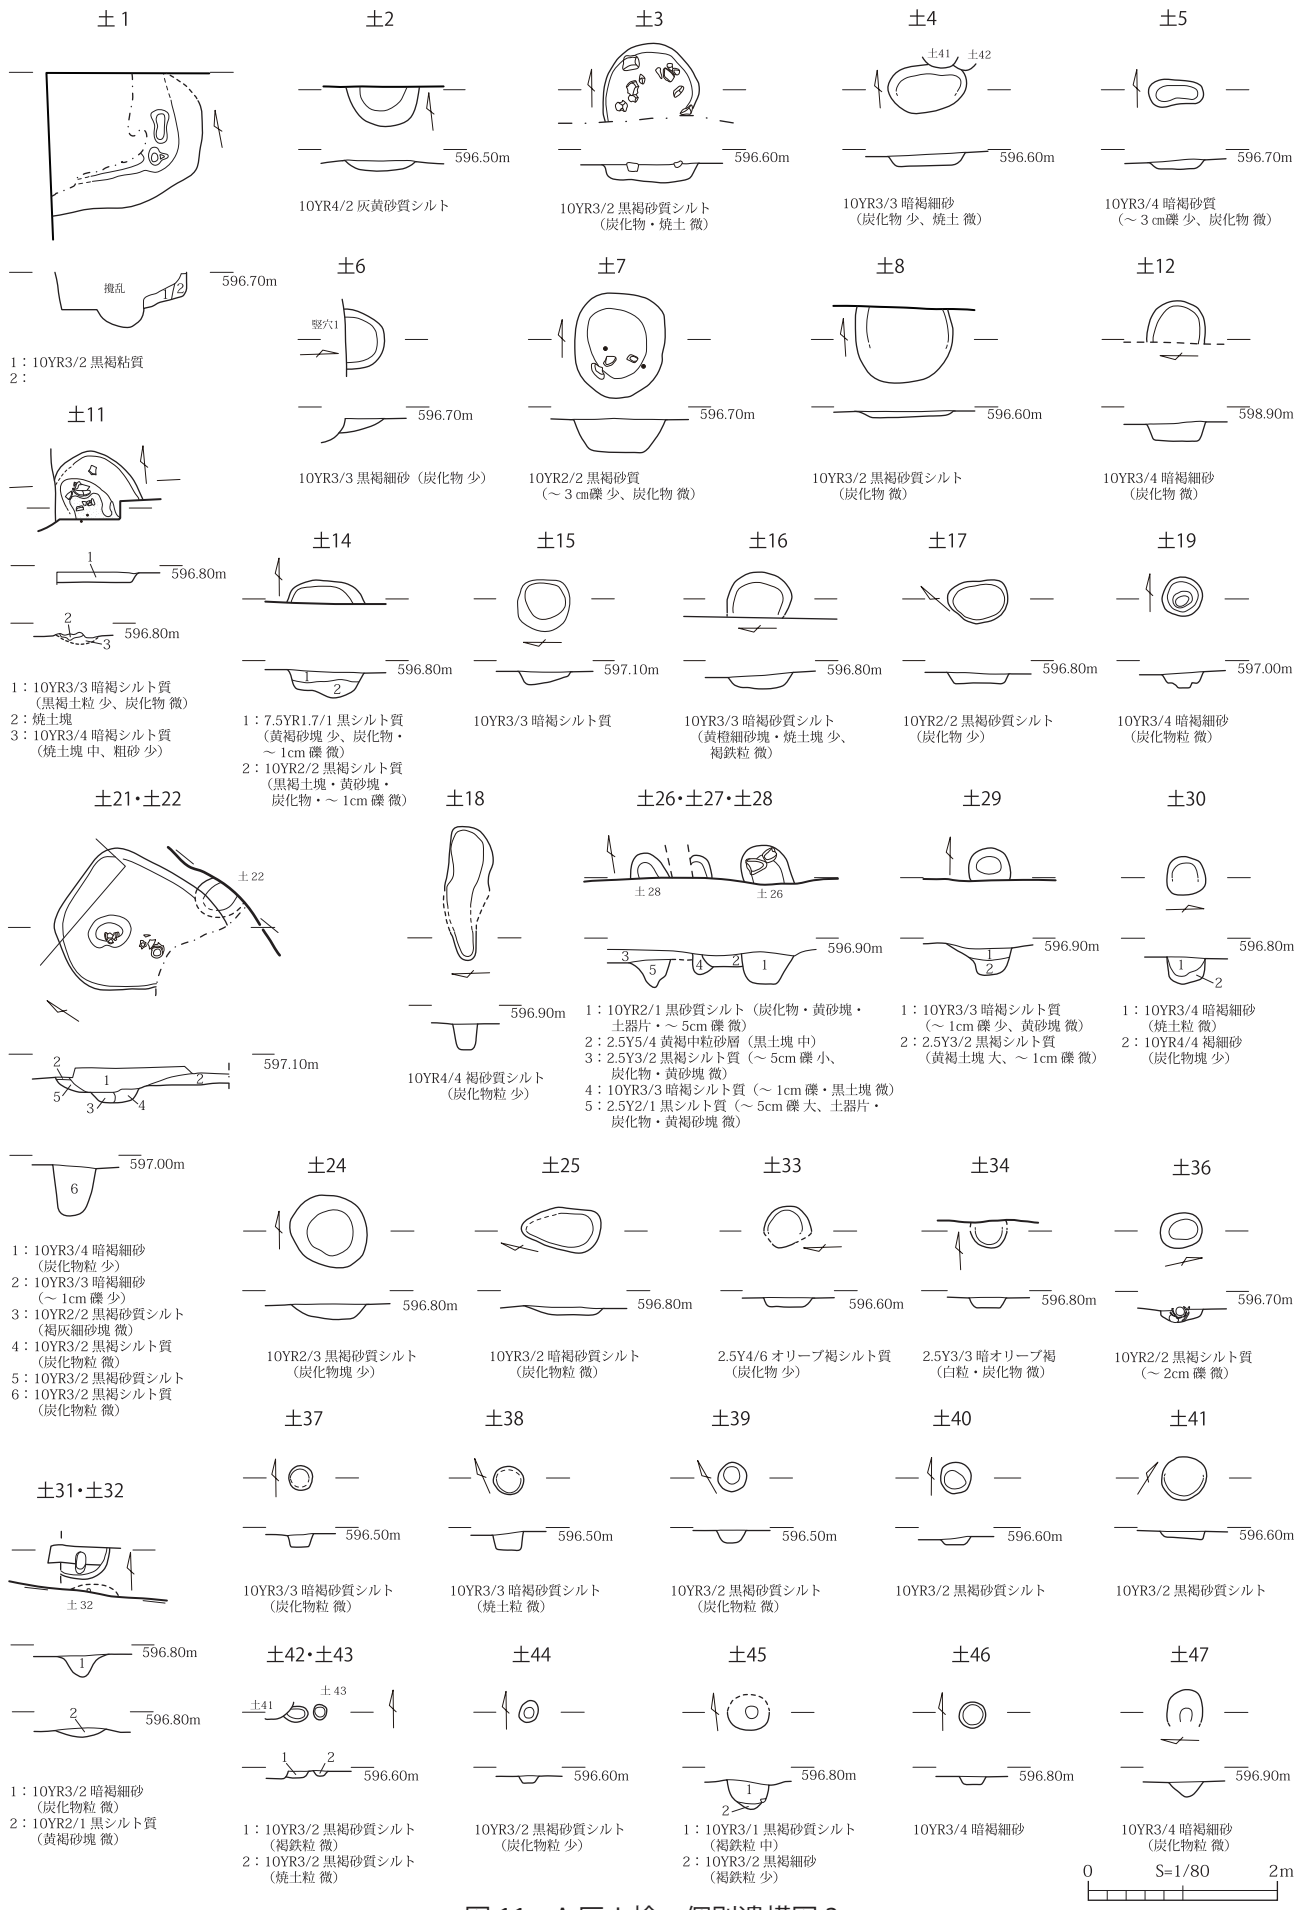 土1
596.70m
撹乱
1
2
1：10YR3/2 黒褐粘質
2：
土2
596.50m
10YR4/2 灰黄砂質シルト
土3
596.60m
10YR3/2 黒褐砂質シルト
（炭化物・焼土 微）
土4
土41
土42
596.60m
10YR3/3 暗褐細砂
（炭化物 少、焼土 微）
土5
596.70m
10YR3/4 暗褐砂質
（～3㎝礫 少、炭化物 微）
土6
竪穴1
596.70m
10YR3/3 黒褐細砂（炭化物 少）
土7
596.70m
10YR2/2 黒褐砂質
（～3㎝礫 少、炭化物 微）
土8
596.60m
10YR3/2 黒褐砂質シルト
（炭化物 微）
土12
598.90m
10YR3/4 暗褐細砂
（炭化物 微）
土11
1
596.80m
2
596.80m
3
1：10YR3/3 暗褐シルト質
（黒褐土粒 少、炭化物 微）
2：焼土塊
3：10YR3/4 暗褐シルト質
（焼土塊 中、粗砂 少）
土14
596.80m
1
2
1：7.5YR1.7/1 黒シルト質
（黄褐砂塊 少、炭化物・
～1cm 礫 微）
2：10YR2/2 黒褐シルト質
（黒褐土塊・黄砂塊・
炭化物・～1cm 礫 微）
土15
597.10m
10YR3/3 暗褐シルト質
土16
596.80m
10YR3/3 暗褐砂質シルト
（黄橙細砂塊・焼土塊 少、
褐鉄粒 微）
土17
596.80m
10YR2/2 黒褐砂質シルト
（炭化物 少）
土19
597.00m
10YR3/4 暗褐細砂
（炭化物粒 微）
土21・土22
土22
597.10m
2
1
2
5
3
4
597.00m
6
1：10YR3/4 暗褐細砂
（炭化物粒 少）
2：10YR3/3 暗褐細砂
（～1cm 礫 少）
3：10YR2/2 黒褐砂質シルト
（褐灰細砂塊 微）
4：10YR3/2 黒褐シルト質
（炭化物粒 微）
5：10YR3/2 黒褐砂質シルト
6：10YR3/2 黒褐シルト質
（炭化物粒 微）
土18
596.90m
10YR4/4 褐砂質シルト
（炭化物粒 少）
土26・土27・土28
土28
土26
596.90m
3
5
4
2
1
1：10YR2/1 黒砂質シルト（炭化物・黄砂塊・
土器片・～5cm 礫 微）
2：2.5Y5/4 黄褐中粒砂層（黒土塊 中）
3：2.5Y3/2 黒褐シルト質（～5cm 礫 小、
炭化物・黄砂塊 微）
4：10YR3/3 暗褐シルト質（～1cm 礫・黒土塊 微）
5：2.5Y2/1 黒シルト質（～5cm 礫 大、土器片・
炭化物・黄褐砂塊 微）
土29
596.90m
1
2
1：10YR3/3 暗褐シルト質
（～1cm 礫 少、黄砂塊 微）
2：2.5Y3/2 黒褐シルト質
（黄褐土塊 大、～1cm 礫 微）
土30
596.80m
1
2
1：10YR3/4 暗褐細砂
（焼土粒 微）
2：10YR4/4 褐細砂
（炭化物塊 少）
土24
596.80m
10YR2/3 黒褐砂質シルト
（炭化物塊 少）
土25
596.80m
10YR3/2 暗褐砂質シルト
（炭化物粒 微）
土33
596.60m
2.5Y4/6 オリーブ褐シルト質
（炭化物 少）
土34
596.80m
2.5Y3/3 暗オリーブ褐
（白粒・炭化物 微）
土36
596.70m
10YR2/2 黒褐シルト質
（～2cm 礫 微）
土31・土32
土32
596.80m
1
596.80m
2
1：10YR3/2 暗褐細砂
（炭化物粒 微）
2：10YR2/1 黒シルト質
（黄褐砂塊 微）
土37
596.50m
10YR3/3 暗褐砂質シルト
（炭化物粒 微）
土38
596.50m
10YR3/3 暗褐砂質シルト
（焼土粒 微）
土39
596.50m
10YR3/2 黒褐砂質シルト
（炭化物粒 微）
土40
596.60m
10YR3/2 黒褐砂質シルト
土41
596.60m
10YR3/2 黒褐砂質シルト
土42・土43
土41
土43
1
2
596.60m
1：10YR3/2 黒褐砂質シルト
（褐鉄粒 微）
2：10YR3/2 黒褐砂質シルト
（焼土粒 微）
土44
596.60m
10YR3/2 黒褐砂質シルト
（炭化物粒 少）
土45
596.80m
1
2
1：10YR3/1 黒褐砂質シルト
（褐鉄粒 中）
2：10YR3/2 黒褐細砂
（褐鉄粒 少）
土46
596.80m
10YR3/4 暗褐細砂
土47
596.90m
10YR3/4 暗褐細砂
（炭化物粒 微）
0 S=1/80 2m